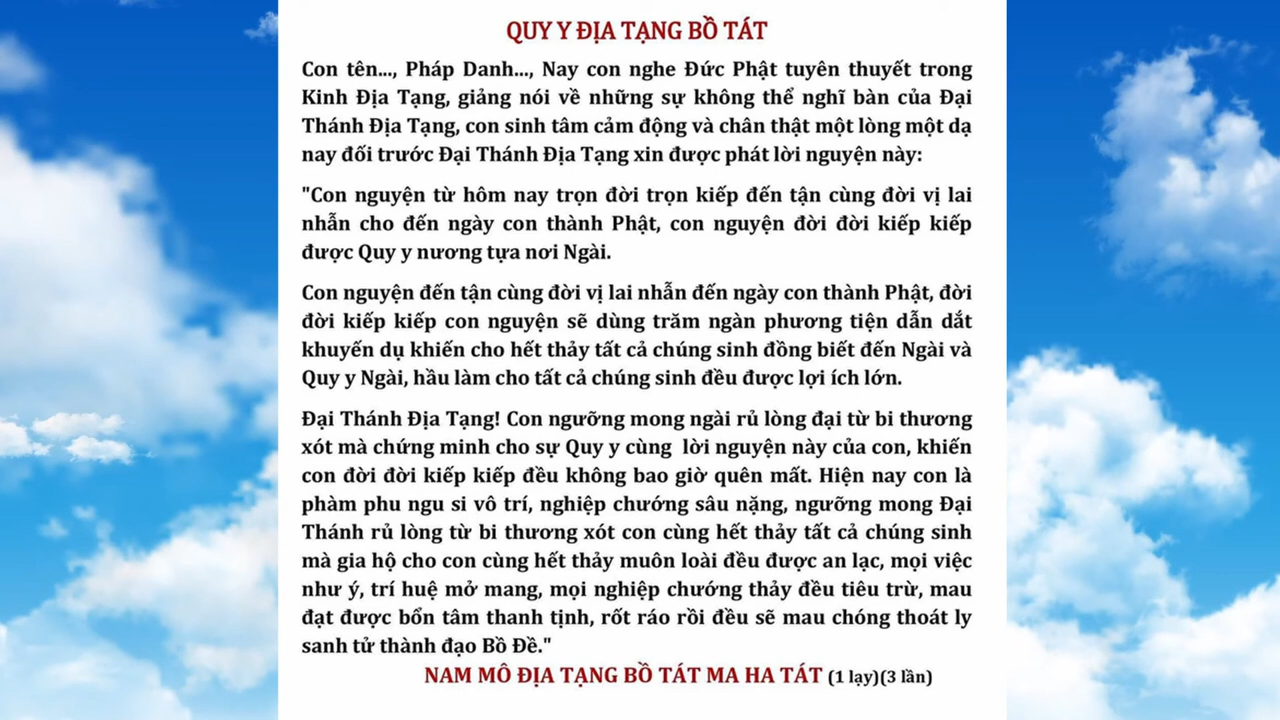 QUY Y ĐỊA TẠNG BỒ TÁT
Con tên..., Pháp Danh..., Nay con nghe Đức Phật tuyên thuyết trong
Kinh Địa Tạng, giảng nói về những sự không thể nghĩ bàn của Đại
Thánh Địa Tạng, con sinh tâm cảm động và chân thật một lòng một dạ
nay đối trước Đại Thánh Địa Tạng xin được phát lời nguyện này:
"Con nguyện từ hôm nay trọn đời trọn kiếp đến tận cùng đời vị lai
nhẫn cho đến ngày con thành Phật, con nguyện đời đời kiếp kiếp
được Quy y nương tựa nơi Ngài.
Con nguyện đến tận cùng đời vị lai nhẫn đến ngày con thành Phật, đời
đời kiếp kiếp con nguyện sẽ dùng trăm ngàn phương tiện dẫn dắt
khuyến dụ khiến cho hết thảy tất cả chúng sinh đồng biết đến Ngài và
Quy y Ngài, hầu làm cho tất cả chúng sinh đều được lợi ích lớn.
Đại Thánh Địa Tạng! Con ngưỡng mong ngài rủ lòng đại từ bi thương
xót mà chứng minh cho sự Quy y cùng lời nguyện này của con, khiến
con đời đời kiếp kiếp đều không bao giờ quên mất. Hiện nay con là
phàm phu ngu si vô trí, nghiệp chướng sâu nặng, ngưỡng mong Đại
Thánh rủ lòng từ bi thương xót con cùng hết thảy tất cả chúng sinh
mà gia hộ cho con cùng hết thảy muôn loài đều được an lạc, mọi việc
như ý, trí huệ mở mang, mọi nghiệp chướng thảy đều tiêu trừ, mau
đạt được bổn tâm thanh tịnh, rốt ráo rồi đều sẽ mau chóng thoát ly
sanh tử thành đạo Bồ Đề."
NAM MÔ ĐỊA TẠNG BỒ TÁT MA HA TÁT (1 lạy)(3 lần)